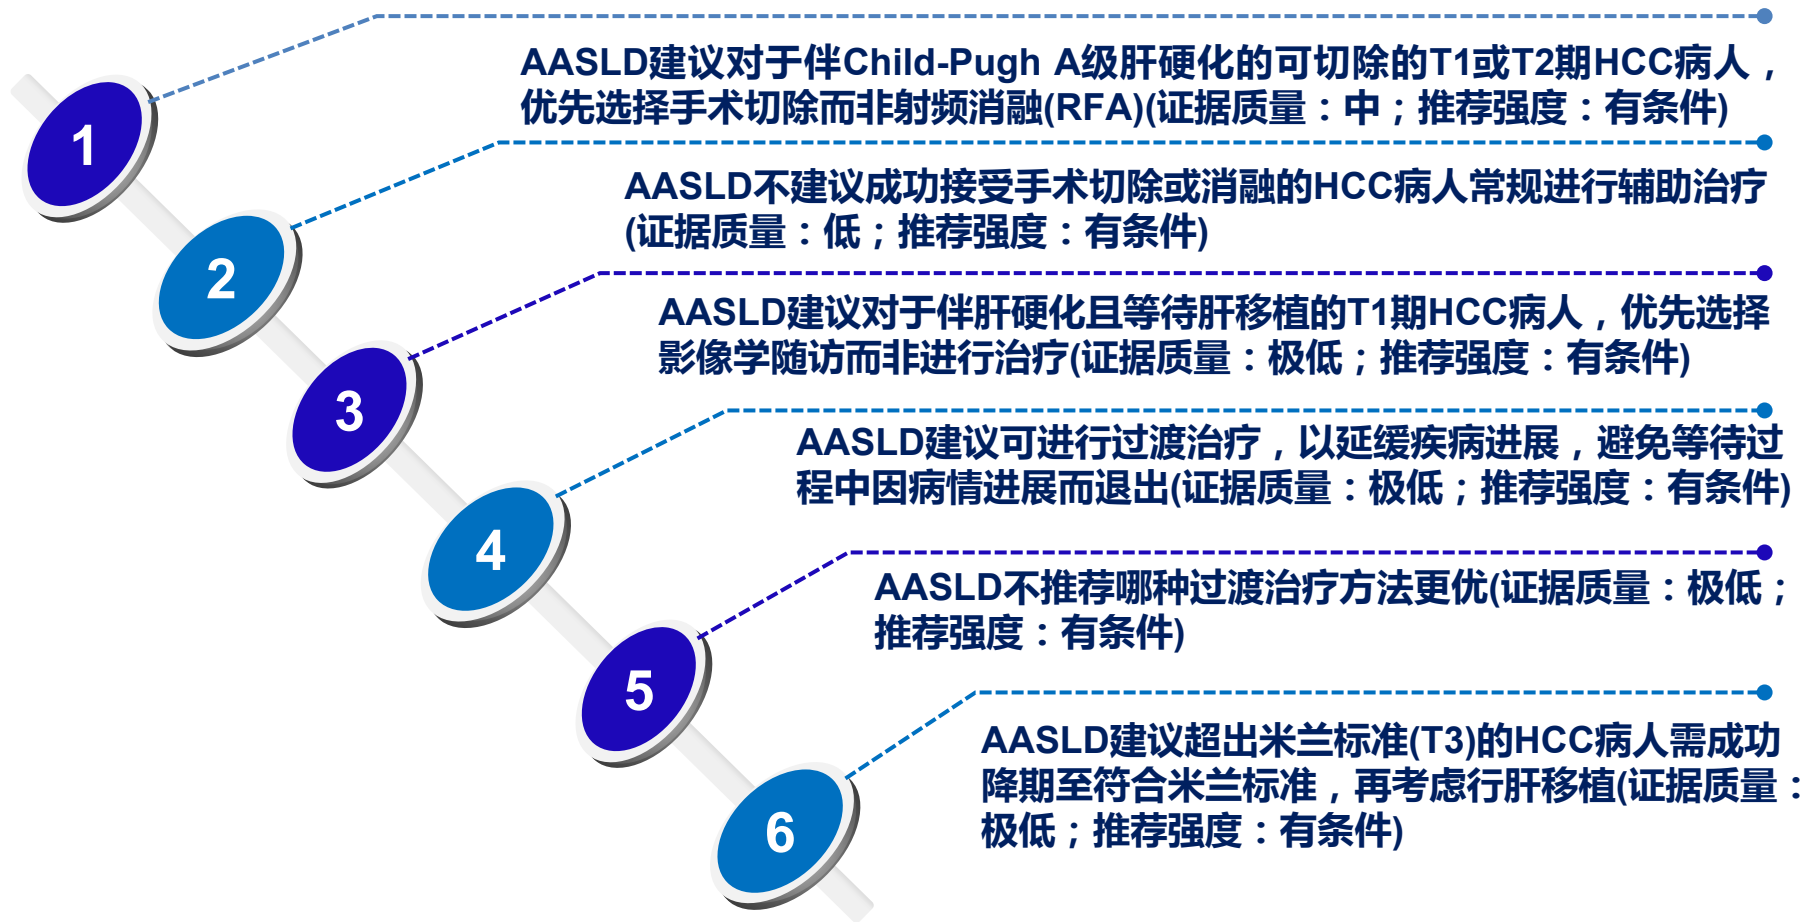 1
AASLD建议对于伴Child-Pugh A级肝硬化的可切除的T1或T2期HCC病人，
优先选择手术切除而非射频消融(RFA)(证据质量：中；推荐强度：有条件)
2
AASLD不建议成功接受手术切除或消融的HCC病人常规进行辅助治疗
(证据质量：低；推荐强度：有条件)
3
AASLD建议对于伴肝硬化且等待肝移植的T1期HCC病人，优先选择
影像学随访而非进行治疗(证据质量：极低；推荐强度：有条件)
4
AASLD建议可进行过渡治疗，以延缓疾病进展，避免等待过
程中因病情进展而退出(证据质量：极低；推荐强度：有条件)
5
AASLD不推荐哪种过渡治疗方法更优(证据质量：极低；
推荐强度：有条件)
6
AASLD建议超出米兰标准(T3)的HCC病人需成功
降期至符合米兰标准，再考虑行肝移植(证据质量：
极低；推荐强度：有条件)